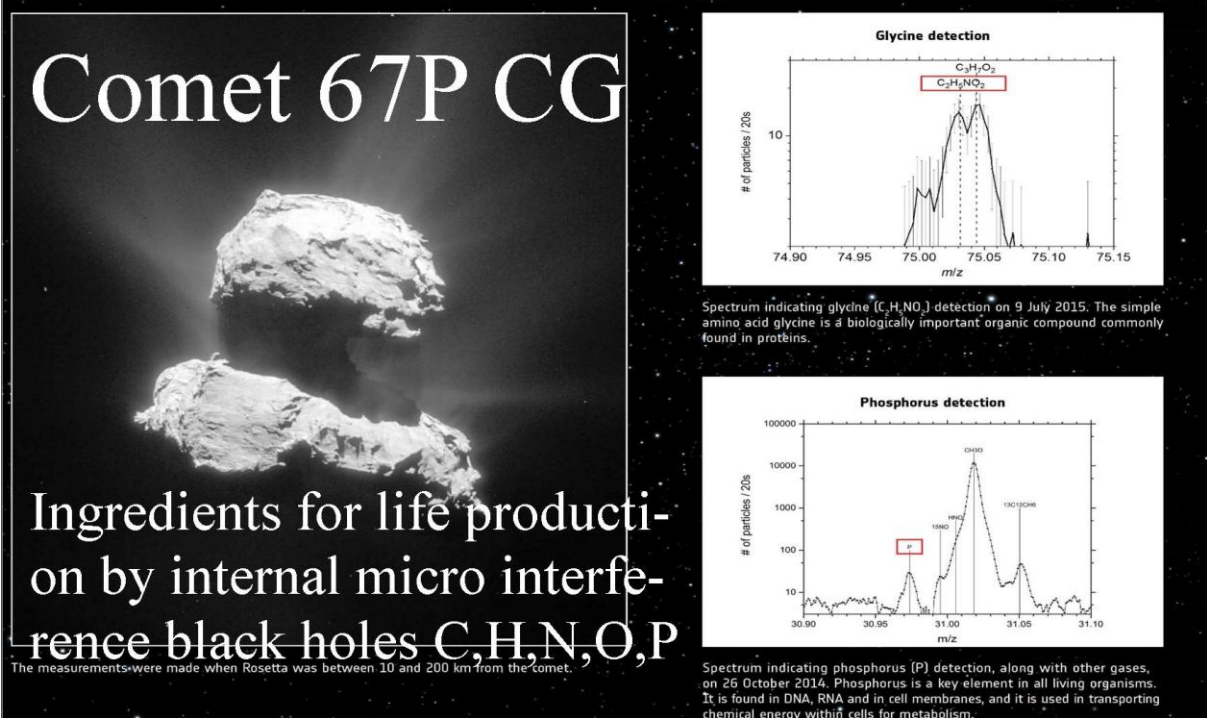 Comet 67P CG
Ingredients for life producti-
on by internal micro interfe-
rence black holes C,H,N,O,P
The measurements were made when Rosetta was between 10 and 200 km from the comet.
Glycine detection
C₃H₇O₂
C₂H₅NO₂
# of particles / 20s
10
74.90 74.95 75.00 75.05 75.10 75.15
m/z
Spectrum indicating glycine (C₂H₅NO₂) detection on 9 July 2015. The simple
amino acid glycine is a biologically important organic compound commonly
found in proteins.
Phosphorus detection
100000
10000
1000
100
10
# of particles / 20s
CH3O
13C12CH6
HNO
15NO
P
30.90 30.95 31.00 31.05 31.10
m/z
Spectrum indicating phosphorus (P) detection, along with other gases,
on 26 October 2014. Phosphorus is a key element in all living organisms.
It is found in DNA, RNA and in cell membranes, and it is used in transporting
chemical energy within cells for metabolism.